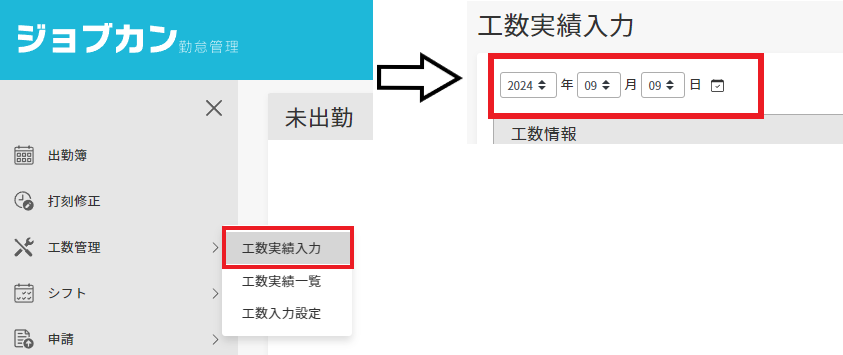 ジョブカン勤怠管理
未出勤
出勤簿
打刻修正
工数管理
工数実績入力
工数実績一覧
工数入力設定
シフト
申請
工数実績入力
2024 年 09 月 09 日
工数情報